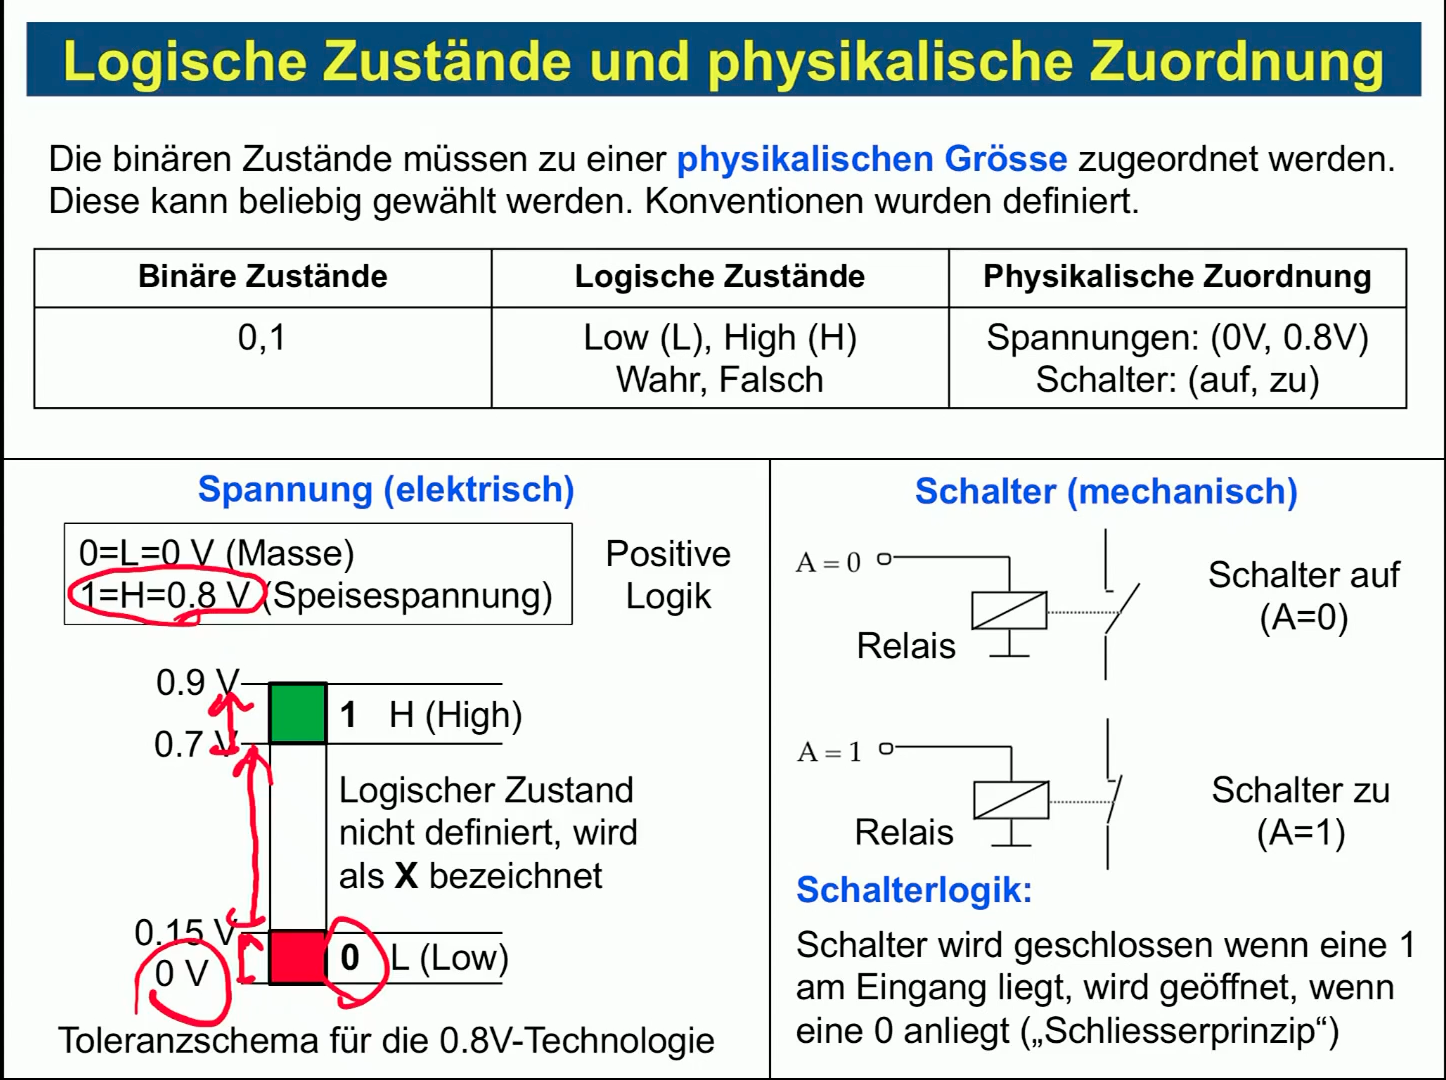 Logische Zustände und physikalische Zuordnung
Die binären Zustände müssen zu einer physikalischen Grösse zugeordnet werden.
Diese kann beliebig gewählt werden. Konventionen wurden definiert.
Binäre Zustände
Logische Zustände
Physikalische Zuordnung
0,1
Low (L), High (H)
Wahr, Falsch
Spannungen: (0V, 0.8V)
Schalter: (auf, zu)
Spannung (elektrisch)
0=L=0 V (Masse)
1=H=0.8 V (Speisespannung)
Positive
Logik
0.9 V
1 H (High)
0.7 V
Logischer Zustand
nicht definiert, wird
als X bezeichnet
0.15 V
0 V
0 L (Low)
Toleranzschema für die 0.8V-Technologie
Schalter (mechanisch)
A = 0
Relais
Schalter auf
(A=0)
A = 1
Relais
Schalter zu
(A=1)
Schalterlogik:
Schalter wird geschlossen wenn eine 1
am Eingang liegt, wird geöffnet, wenn
eine 0 anliegt („Schliesserprinzip“)